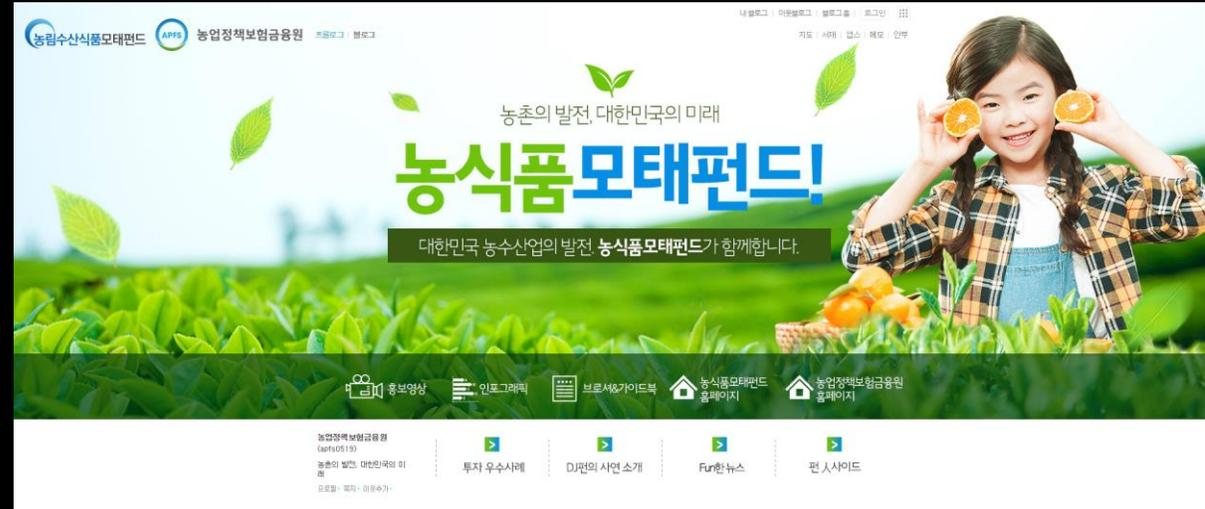 내 블로그 | 이웃블로그 | 블로그 홈 | 로그인
농림수산식품모태펀드 APFS 농업정책보험금융원 프롤로그 | 블로그
지도 | 서재 | 메모 | 안부
농촌의 발전, 대한민국의 미래
농식품모태펀드!
대한민국 농수산업의 발전. 농식품모태펀드가 함께합니다.
홍보영상 인포그래픽 브로셔&가이드북 농식품모태펀드 홈페이지 농업정책보험금융원 홈페이지
농업정책보험금융원
(apfs0519)
농촌의 발전, 대한민국의 미
래
프로필 쪽지 이웃추가
투자 우수사례 DJ펀의 사연 소개 Fun한 뉴스 펀 人사이드